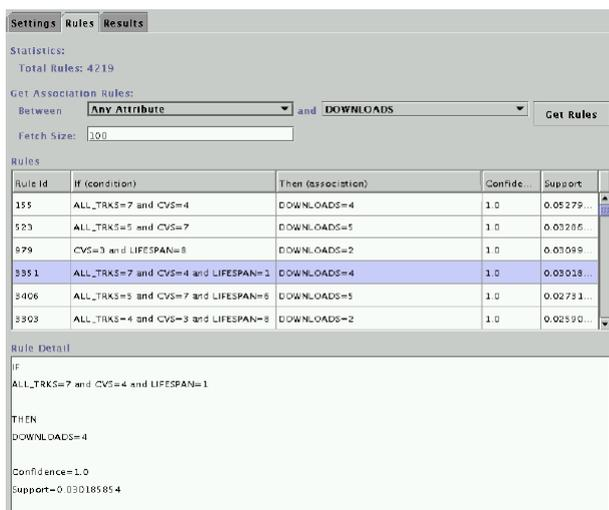 Settings Rules Results
Statistics:
Total Rules: 4219
Get Association Rules:
Between Any Attribute and DOWNLOADS Get Rules
Fetch Size: 100
Rules
Rule Id If (condition) Then (association) Confide... Support
155 ALL_TRKS=7 and CVS=4 DOWNLOADS=4 1.0 0.05279...
523 ALL_TRKS=5 and CVS=7 DOWNLOADS=5 1.0 0.03286...
979 CVS=3 and LIFESPAN=8 DOWNLOADS=2 1.0 0.03099...
3351 ALL_TRKS=7 and CVS=4 and LIFESPAN=1 DOWNLOADS=4 1.0 0.03018...
3406 ALL_TRKS=5 and CVS=7 and LIFESPAN=6 DOWNLOADS=5 1.0 0.02731...
3303 ALL_TRKS=4 and CVS=3 and LIFESPAN=8 DOWNLOADS=2 1.0 0.02590...
Rule Detail
IF
ALL_TRKS=7 and CVS=4 and LIFESPAN=1
THEN
DOWNLOADS=4
Confidence=1.0
Support=0.030185854